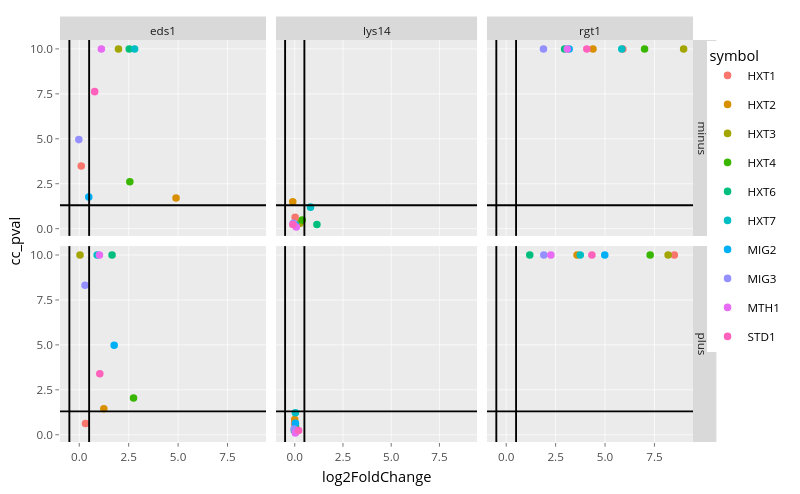 eds1
lys14
rgt1
10.0
7.5
5.0
2.5
0.0
minus
10.0
7.5
5.0
2.5
0.0
plus
0.0 2.5 5.0 7.5
0.0 2.5 5.0 7.5
0.0 2.5 5.0 7.5
log2FoldChange
cc_pval
symbol
HXT1
HXT2
HXT3
HXT4
HXT6
HXT7
MIG2
MIG3
MTH1
STD1